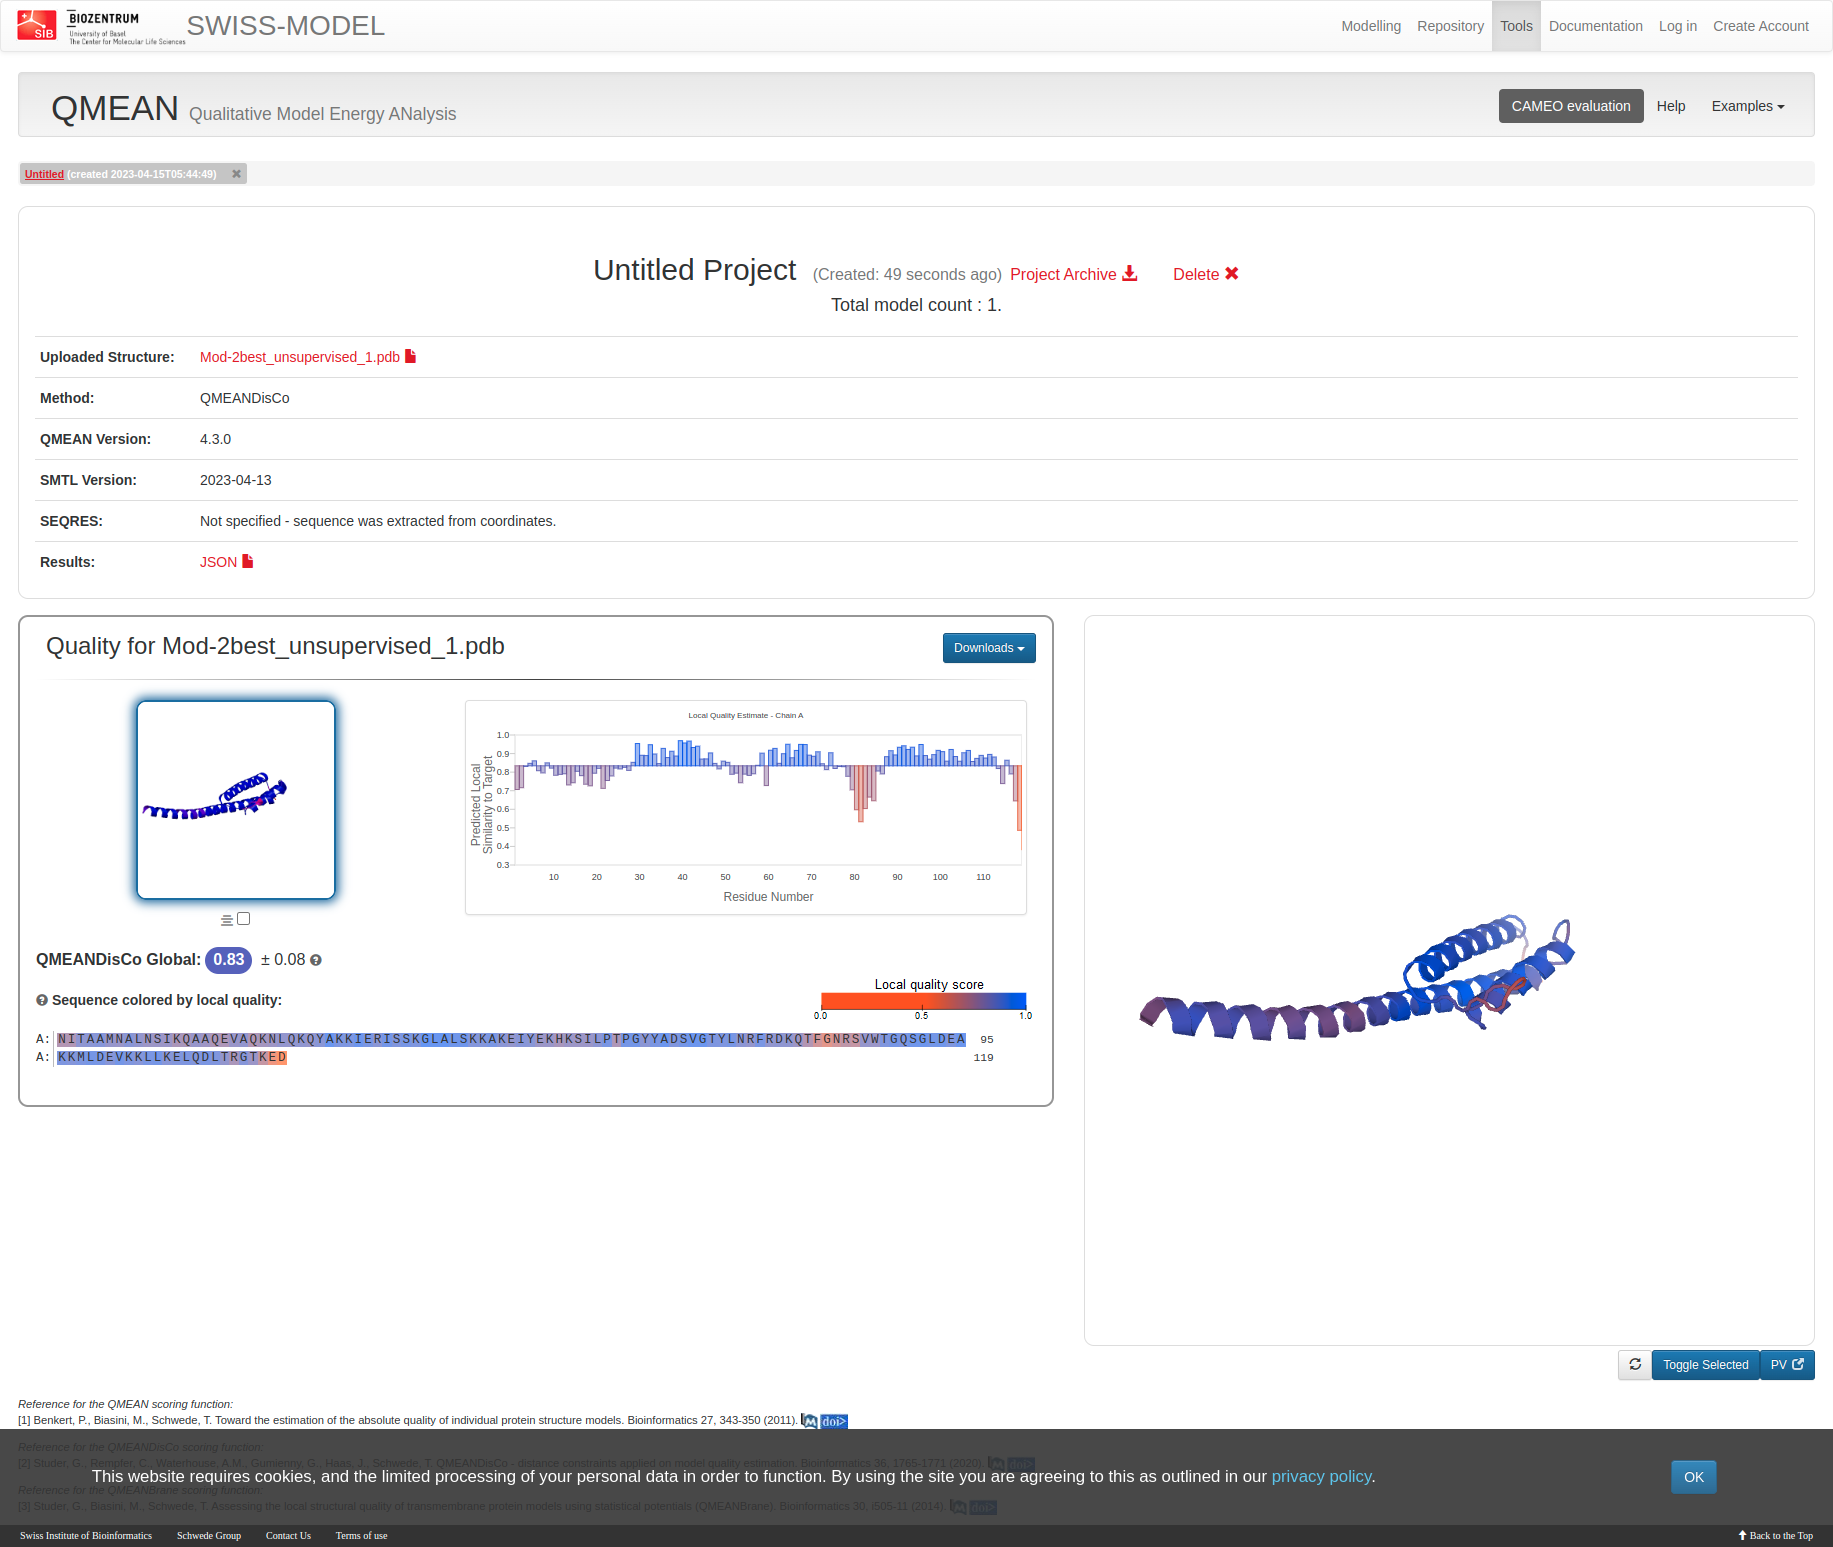 SIB
BIOZENTRUM
University of Basel
The Center for Molecular Life Sciences
SWISS-MODEL
Modelling Repository Tools Documentation Log in Create Account
QMEAN Qualitative Model Energy ANalysis
CAMEO evaluation Help Examples
Untitled (created 2023-04-15T05:44:49) ✖
Untitled Project (Created: 49 seconds ago) Project Archive Delete ✖
Total model count : 1.
Uploaded Structure: Mod-2best_unsupervised_1.pdb
Method: QMEANDisCo
QMEAN Version: 4.3.0
SMTL Version: 2023-04-13
SEQRES: Not specified - sequence was extracted from coordinates.
Results: JSON
Quality for Mod-2best_unsupervised_1.pdb
Downloads
Local Quality Estimate - Chain A
Predicted Local
Similarity to Target
1.0
0.9
0.8
0.7
0.6
0.5
0.4
0.3
10 20 30 40 50 60 70 80 90 100 110
Residue Number
QMEANDisCo Global: 0.83 ± 0.08
Sequence colored by local quality:
Local quality score
0.0 0.5 1.0
A: NITAAMNALNSIKQAAQEVAQKNLQKQYAKKIERISSKGLALSKKAKEIYEKHKSILPTPGYYADSVGTYLNRFRDKQTFGNRSVWTGQSGLDEA 95
A: KKMLDEVKKLLKELQDLTRGTKED 119
Toggle Selected PV
Reference for the QMEAN scoring function:
[1] Benkert, P., Biasini, M., Schwede, T. Toward the estimation of the absolute quality of individual protein structure models. Bioinformatics 27, 343-350 (2011). M doi>
Reference for the QMEANDisCo scoring function:
[2] Studer, G., Rempfer, C., Waterhouse, A.M., Gumienny, G., Haas, J., Schwede, T. QMEANDisCo - distance constraints applied on model quality estimation. Bioinformatics 36, 1765-1771 (2020). M doi>
This website requires cookies, and the limited processing of your personal data in order to function. By using the site you are agreeing to this as outlined in our privacy policy.
OK
Reference for the QMEANBrane scoring function:
[3] Studer, G., Biasini, M., Schwede, T. Assessing the local structural quality of transmembrane protein models using statistical potentials (QMEANBrane). Bioinformatics 30, i505-11 (2014). M doi>
Swiss Institute of Bioinformatics Schwede Group Contact Us Terms of use
Back to the Top